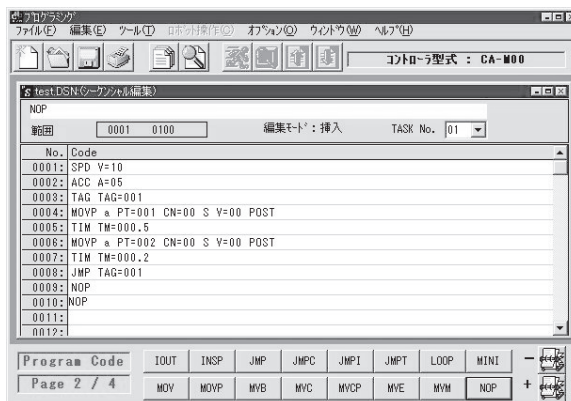 プログラミング
ファイル(F) 編集(E) ツール(T) ロボット操作(O) オプション(O) ウィンドウ(W) ヘルプ(H)
コントローラ型式 : CA-M00
test.DSN:(シーケンシャル編集)
NOP
範囲 0001 0100 編集モード:挿入 TASK No. 01
No. Code
0001: SPD V=10
0002: ACC A=05
0003: TAG TAG=001
0004: MOVP a PT=001 CN=00 S V=00 POST
0005: TIM TM=000.5
0006: MOVP a PT=002 CN=00 S V=00 POST
0007: TIM TM=000.2
0008: JMP TAG=001
0009: NOP
0010: NOP
0011:
0012:
Program Code IOUT INSP JMP JMPC JMPI JMPT LOOP MINI -
Page 2 / 4 MOV MOVP MVB MVC MVCP MVE MVM NOP +